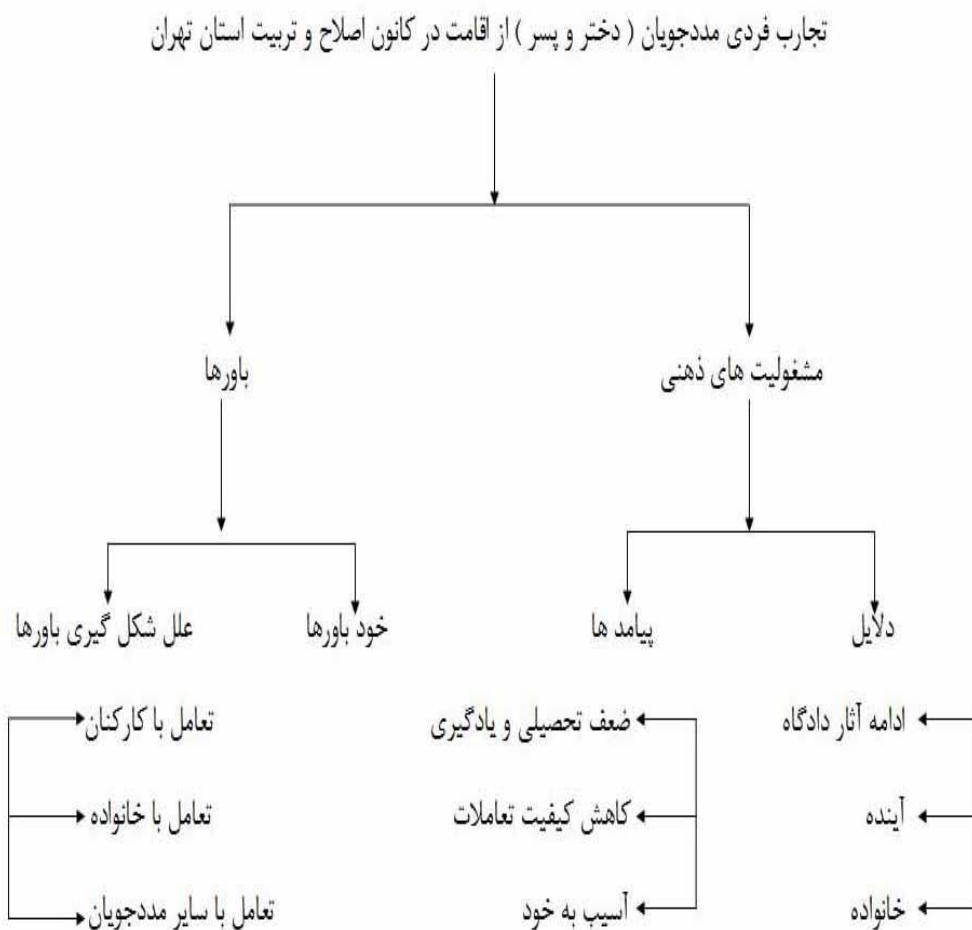 تجارب فردی مددجویان ( دختر و پسر ) از اقامت در کانون اصلاح و تربیت استان تهران
مشغولیت های ذهنی
باورها
دلایل
پیامد ها
خود باورها
علل شکل گیری باورها
ادامه آثار دادگاه
ضعف تحصیلی و یادگیری
تعامل با کارکنان
آینده
کاهش کیفیت تعاملات
تعامل با خانواده
خانواده
آسیب به خود
تعامل با سایر مددجویان